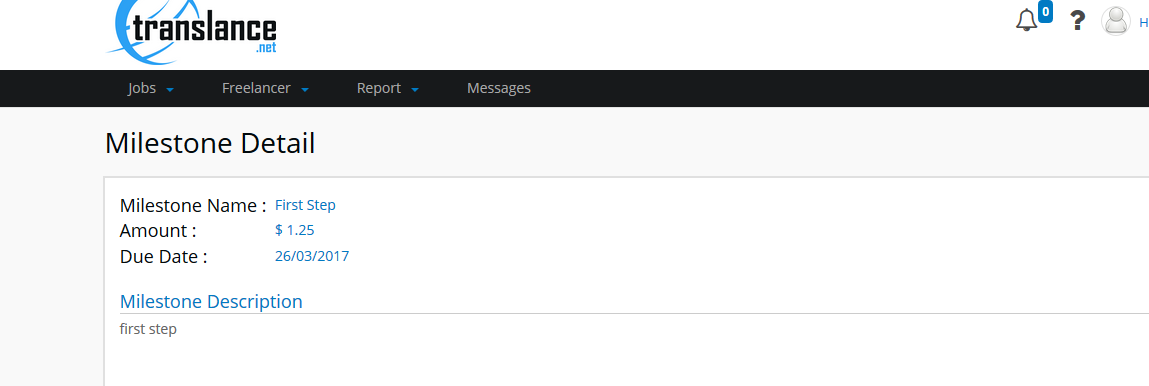 translance
.net
0
?
H
Jobs Freelancer Report Messages
Milestone Detail
Milestone Name : First Step
Amount : $ 1.25
Due Date : 26/03/2017
Milestone Description
first step